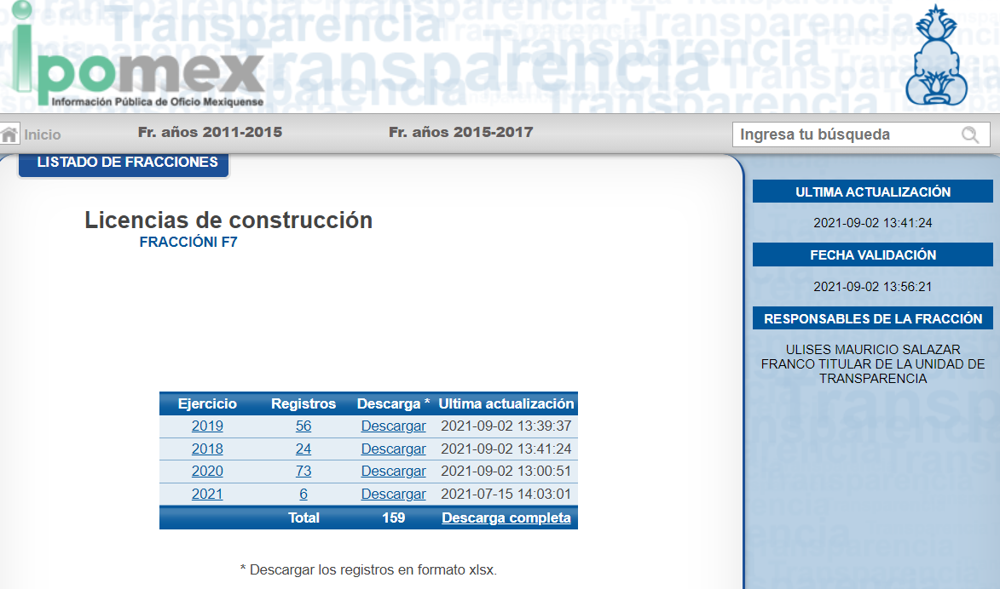 ipomex
Información Pública de Oficio Mexiquense
Transparencia
Inicio
Fr. años 2011-2015
Fr. años 2015-2017
Ingresa tu búsqueda
LISTADO DE FRACCIONES
Licencias de construcción
FRACCIÓNI F7
Ejercicio Registros Descarga * Ultima actualización
2019 56 Descargar 2021-09-02 13:39:37
2018 24 Descargar 2021-09-02 13:41:24
2020 73 Descargar 2021-09-02 13:00:51
2021 6 Descargar 2021-07-15 14:03:01
Total 159 Descarga completa
* Descargar los registros en formato xlsx.
ULTIMA ACTUALIZACIÓN
2021-09-02 13:41:24
FECHA VALIDACIÓN
2021-09-02 13:56:21
RESPONSABLES DE LA FRACCIÓN
ULISES MAURICIO SALAZAR
FRANCO TITULAR DE LA UNIDAD DE
TRANSPARENCIA